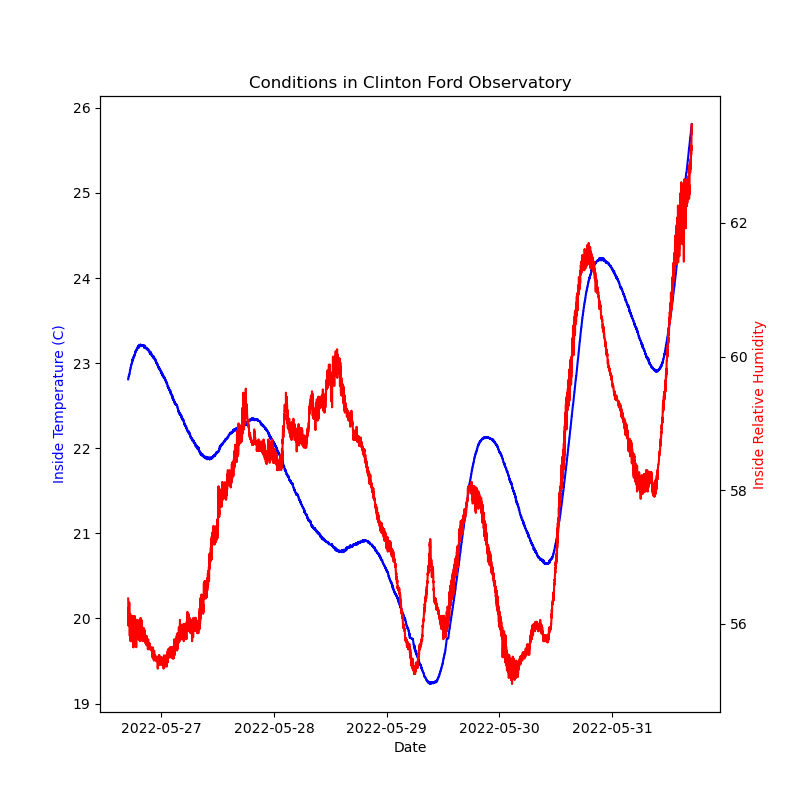 Conditions in Clinton Ford Observatory
26
25
24
23
22
21
20
19
Inside Temperature (C)
62
60
58
56
Inside Relative Humidity
2022-05-27 2022-05-28 2022-05-29 2022-05-30 2022-05-31
Date